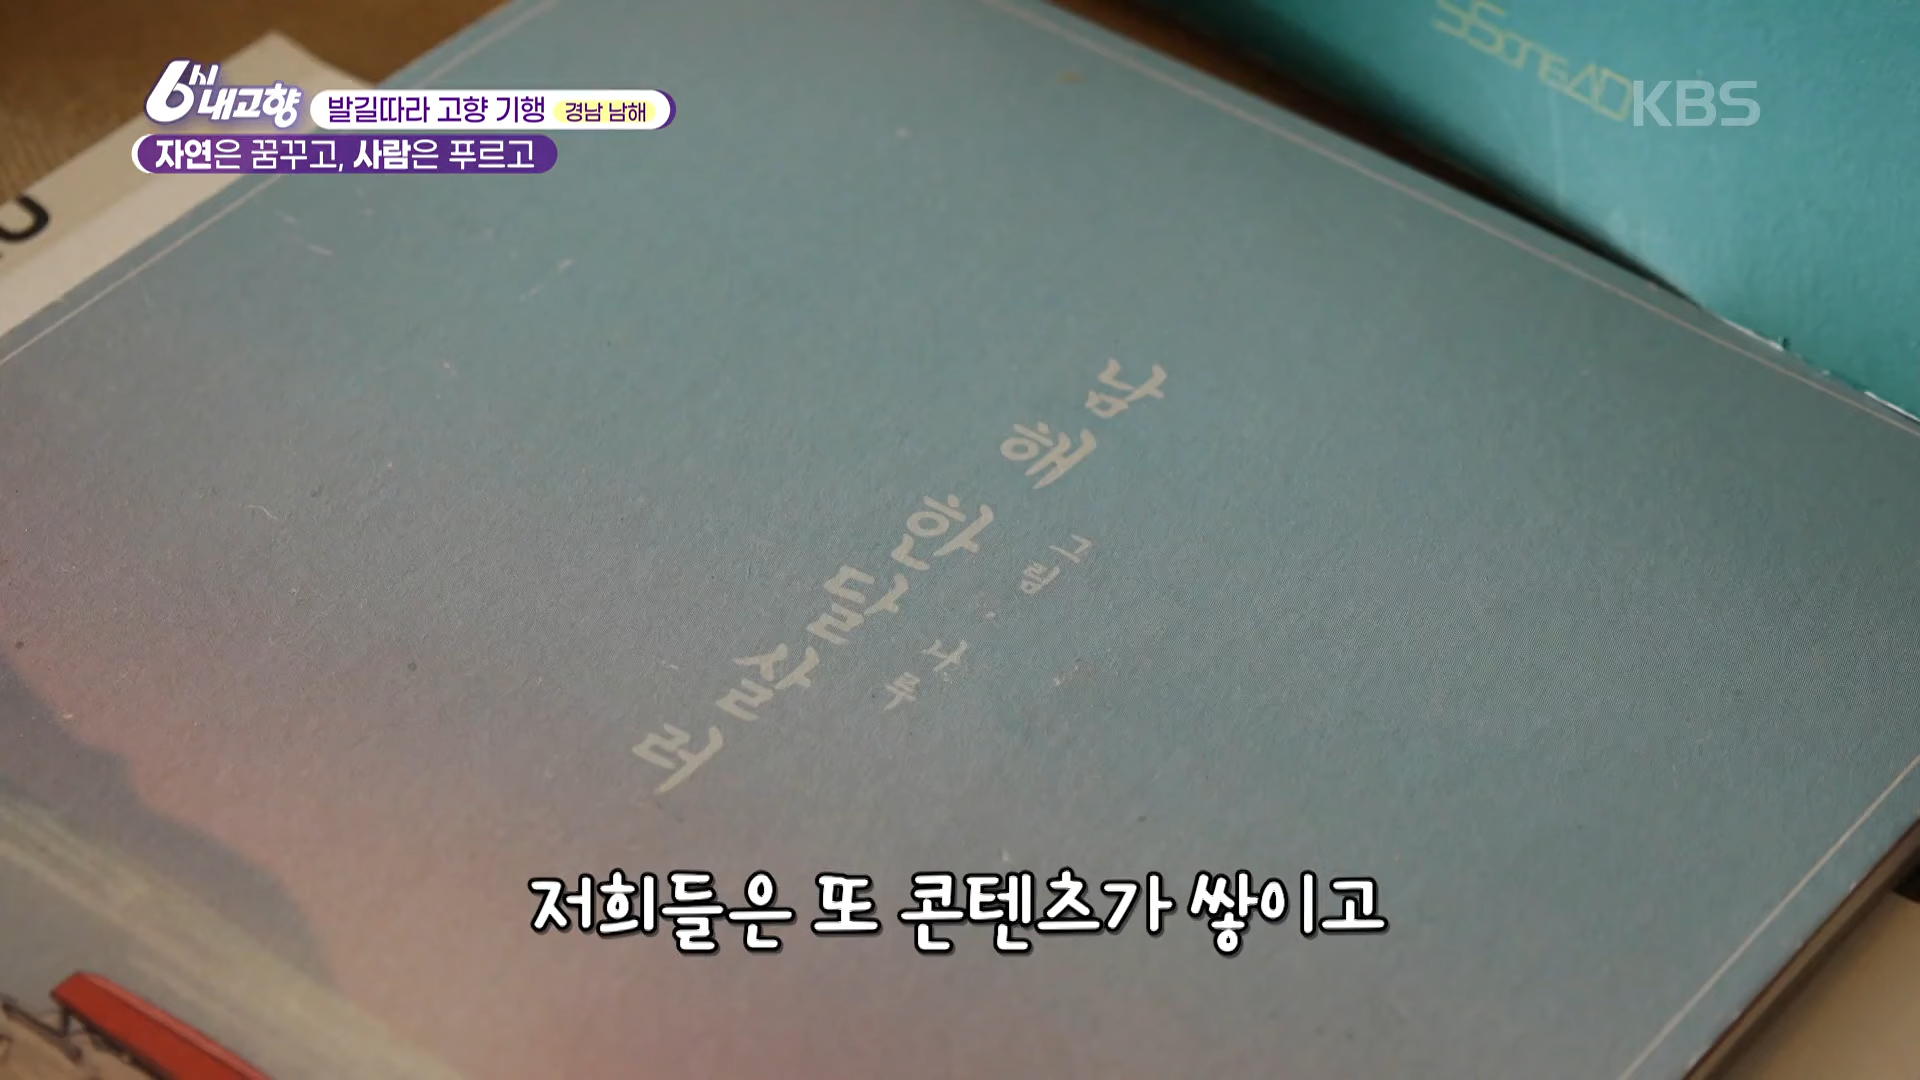 6시 내고향
발길따라 고향 기행 경남 남해
자연은 꿈꾸고, 사람은 푸르고
KBS
남해 한달살러
그림. 나루
저희들은 또 콘텐츠가 쌓이고